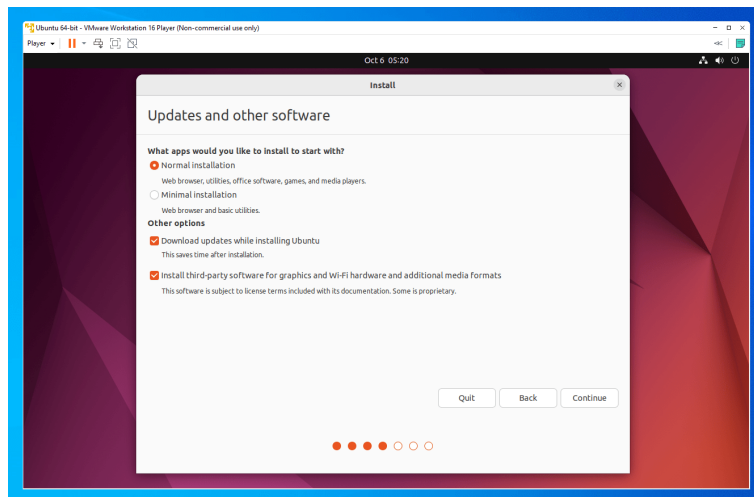 Ubuntu 64-bit - VMware Workstation 16 Player (Non-commercial use only)
Player
Oct 6 05:20
Install
Updates and other software
What apps would you like to install to start with?
Normal installation
Web browser, utilities, office software, games, and media players.
Minimal installation
Web browser and basic utilities.
Other options
Download updates while installing Ubuntu
This saves time after installation.
Install third-party software for graphics and Wi-Fi hardware and additional media formats
This software is subject to license terms included with its documentation. Some is proprietary.
Quit Back Continue